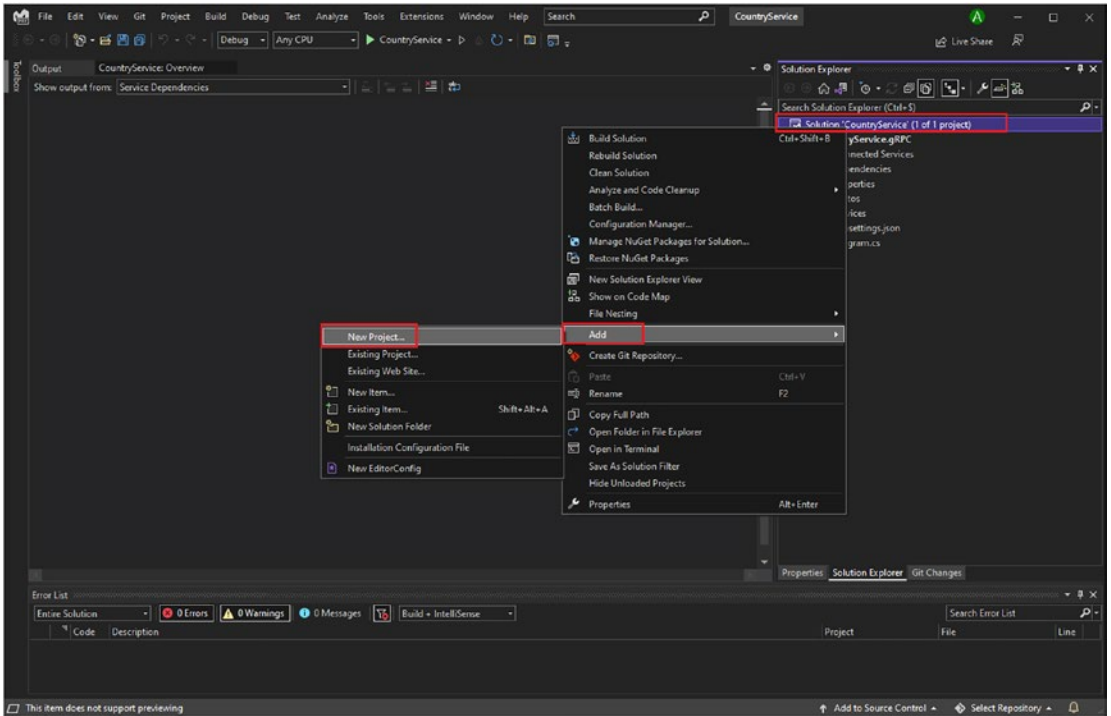 File Edit View Git Project Build Debug Test Analyze Tools Extensions Window Help Search CountryService A
Debug Any CPU CountryService Live Share
Toolbox
Output CountryService: Overview
Show output from: Service Dependencies
Solution Explorer
Search Solution Explorer (Ctrl+$)
Solution 'CountryService' (1 of 1 project)
yService.gRPC
nnected Services
endencies
perties
tos
vices
settings.json
gram.cs
Build Solution Ctrl+Shift+B
Rebuild Solution
Clean Solution
Analyze and Code Cleanup
Batch Build...
Configuration Manager...
Manage NuGet Packages for Solution...
Restore NuGet Packages
New Solution Explorer View
Show on Code Map
File Nesting
Add
Create Git Repository...
Paste Ctrl+V
Rename F2
Copy Full Path
Open Folder in File Explorer
Open in Terminal
Save As Solution Filter
Hide Unloaded Projects
Properties Alt+Enter
New Project...
Existing Project...
Existing Web Site...
New Item...
Existing Item... Shift+Alt+A
New Solution Folder
Installation Configuration File
New EditorConfig
Properties Solution Explorer Git Changes
Error List
Entire Solution 0 Errors 0 Warnings 0 Messages Build + IntelliSense Search Error List
Code Description Project File Line
This item does not support previewing Add to Source Control Select Repository